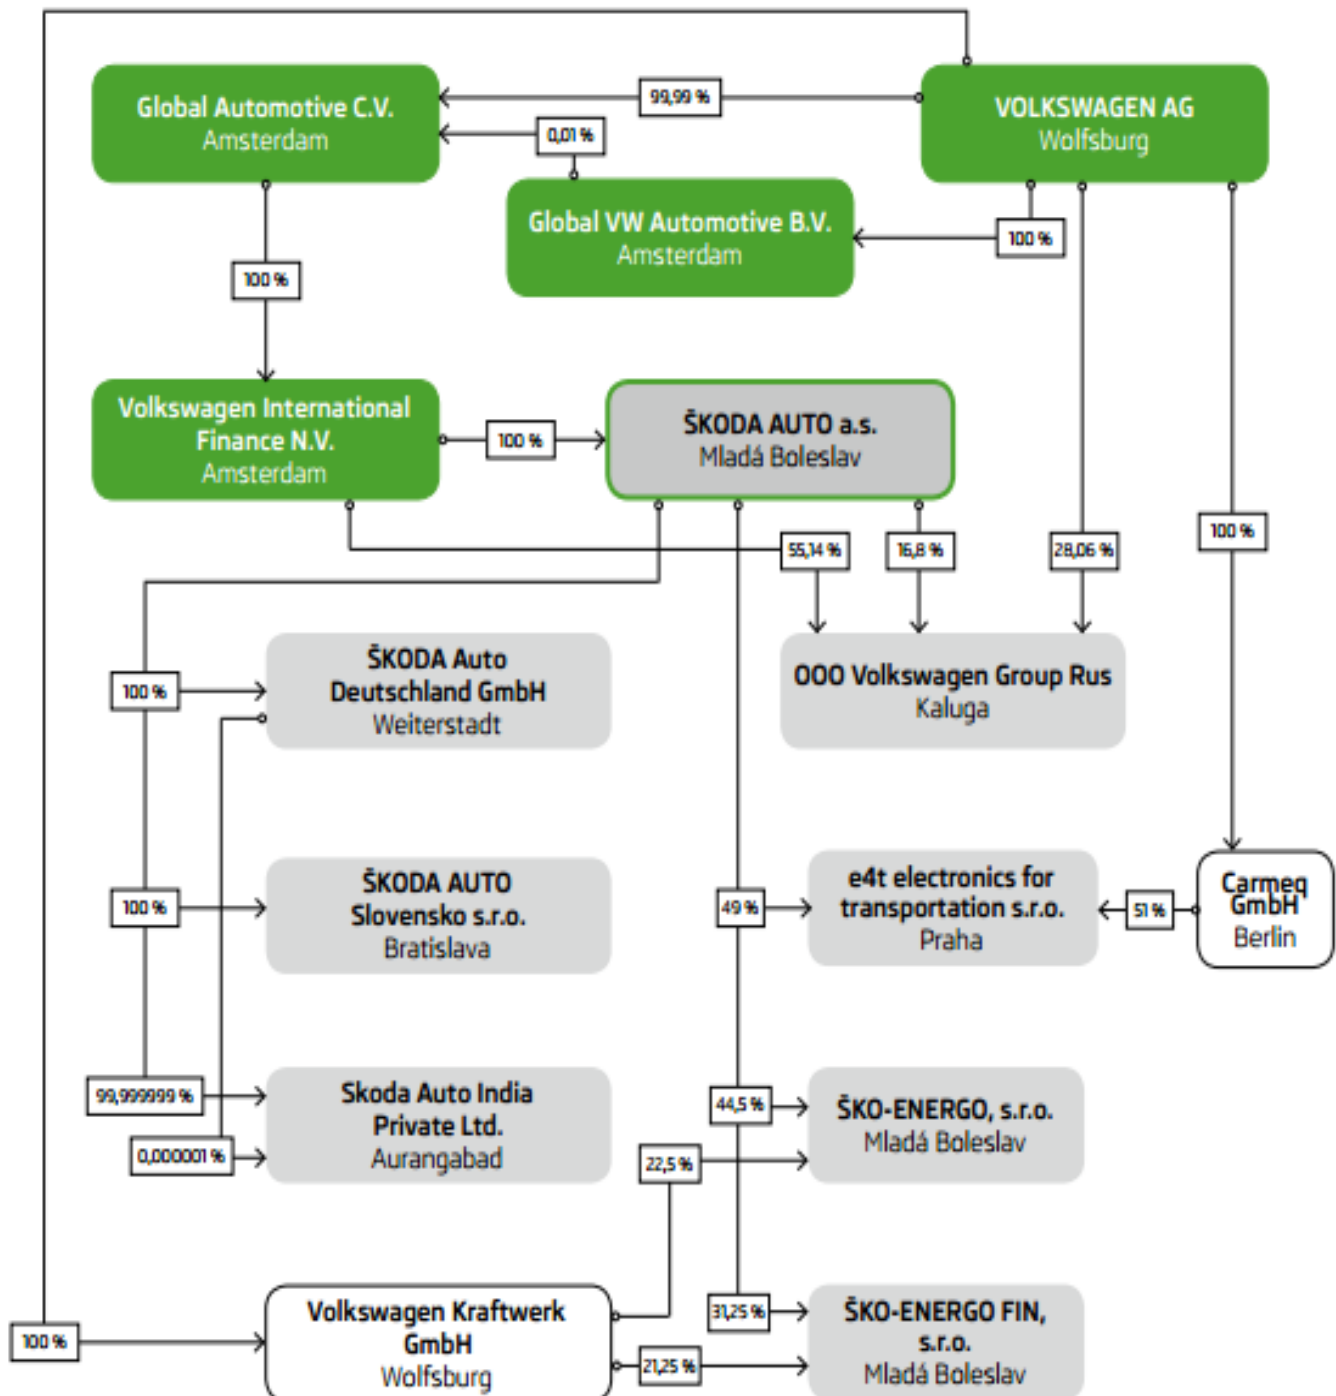 99,99 %
Global Automotive C.V.
Amsterdam
VOLKSWAGEN AG
Wolfsburg
0,01 %
Global VW Automotive B.V.
Amsterdam
100 %
100 %
Volkswagen International
Finance N.V.
Amsterdam
100 %
ŠKODA AUTO a.s.
Mladá Boleslav
55,14 %
16,8 %
28,06 %
100 %
ŠKODA Auto
Deutschland GmbH
Weiterstadt
100 %
OOO Volkswagen Group Rus
Kaluga
ŠKODA AUTO
Slovensko s.r.o.
Bratislava
100 %
49 %
e4t electronics for
transportation s.r.o.
Praha
51 %
Carmeq
GmbH
Berlin
99,999999 %
Skoda Auto India
Private Ltd.
Aurangabad
0,000001 %
44,5 %
ŠKO-ENERGO, s.r.o.
Mladá Boleslav
22,5 %
100 %
Volkswagen Kraftwerk
GmbH
Wolfsburg
31,25 %
21,25 %
ŠKO-ENERGO FIN,
s.r.o.
Mladá Boleslav